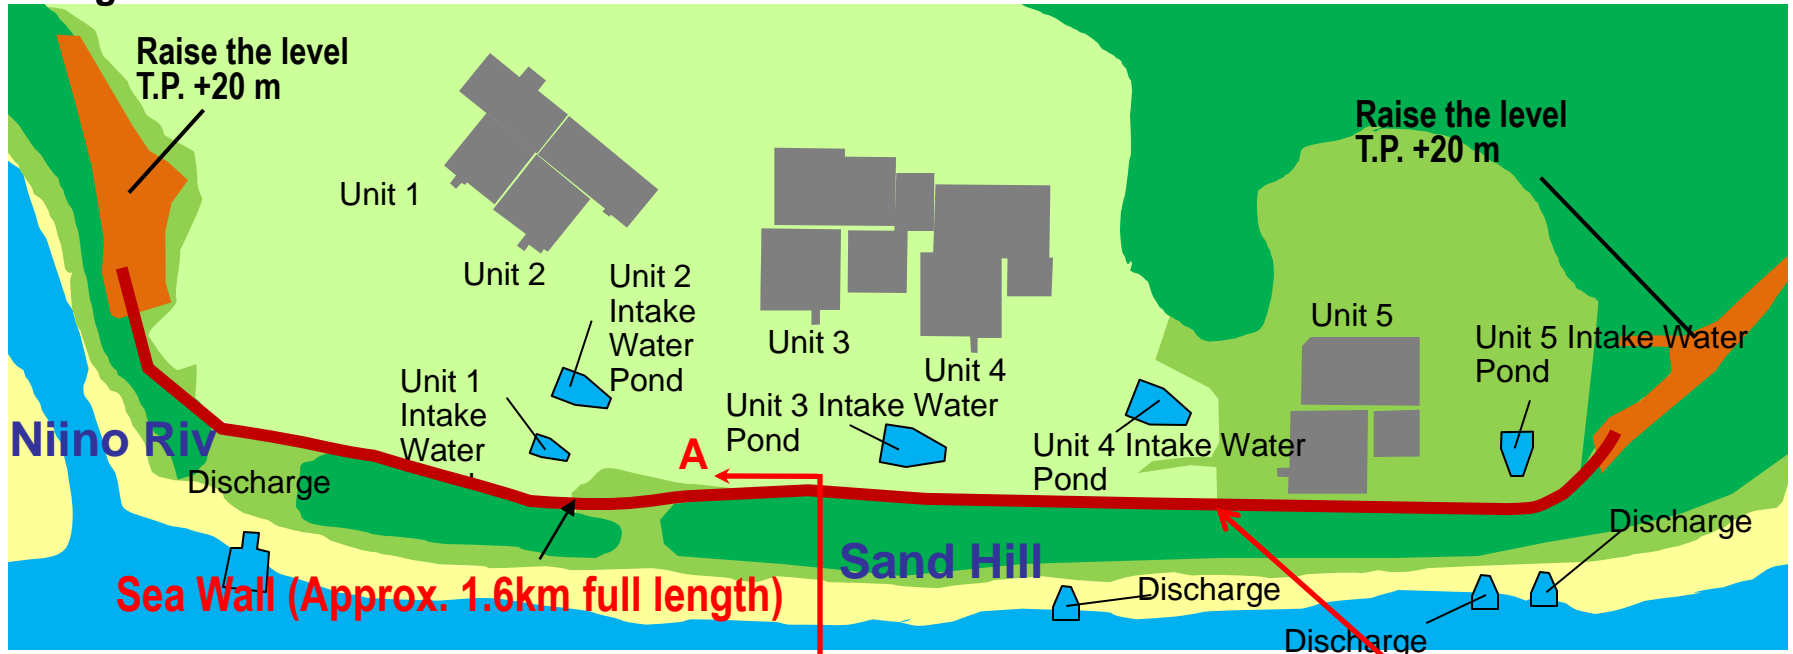 Raise the level
T.P. +20 m
Raise the level
T.P. +20 m
Unit 1
Unit 2
Unit 2
Intake
Water
Pond
Unit 3
Unit 4
Unit 5
Unit 5 Intake Water
Pond
Unit 1
Intake
Water
Unit 3 Intake Water
Pond
Unit 4 Intake Water
Pond
A
Niino Riv
Discharge
Sand Hill
Discharge
Sea Wall (Approx. 1.6km full length)
Discharge
Discharge